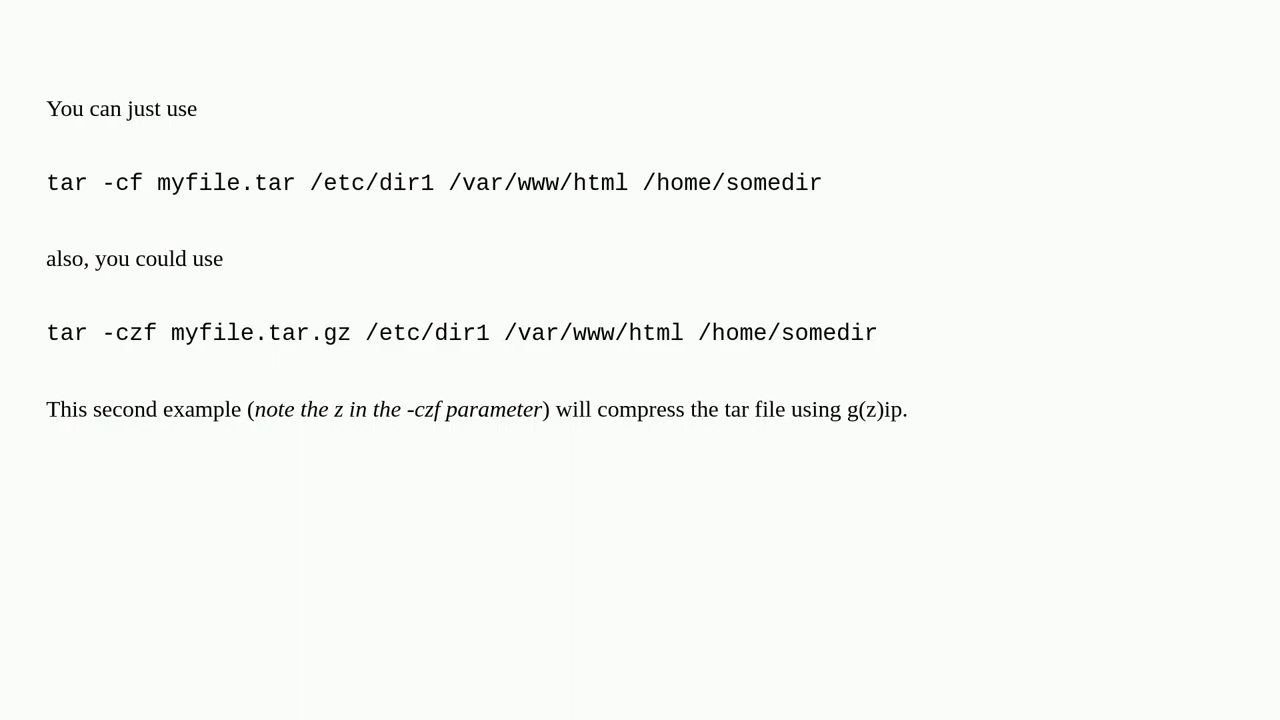 You can just use
tar -cf myfile.tar /etc/dir1 /var/www/html /home/somedir
also, you could use
tar -czf myfile.tar.gz /etc/dir1 /var/www/html /home/somedir
This second example (note the z in the -czf parameter) will compress the tar file using g(z)ip.